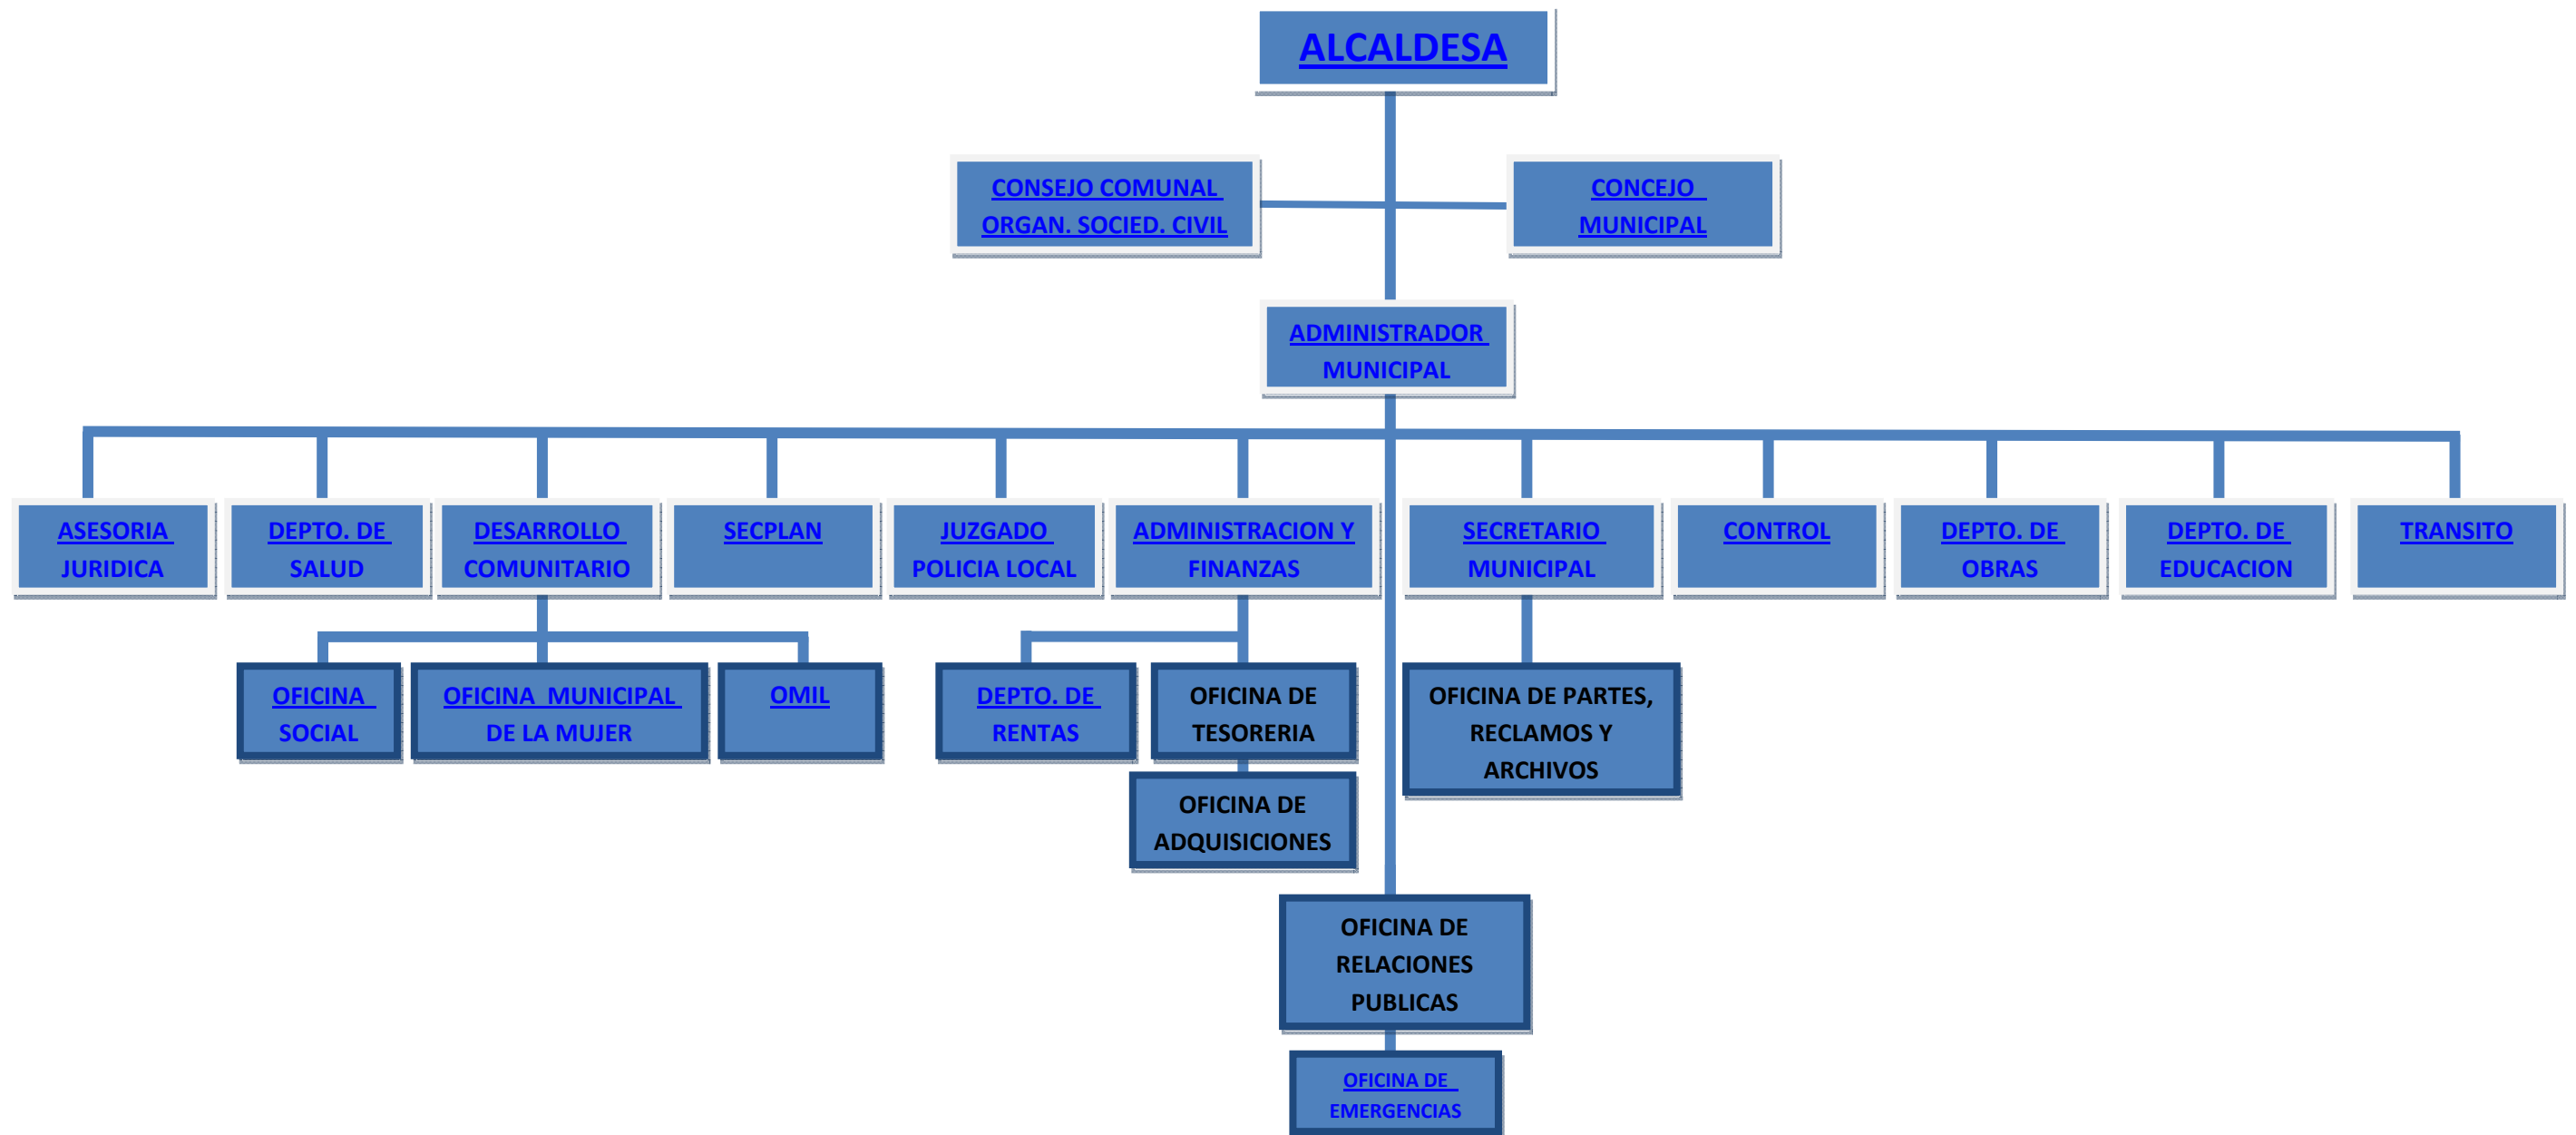 ALCALDESA
CONSEJO COMUNAL
ORGAN. SOCIED. CIVIL
CONCEJO
MUNICIPAL
ADMINISTRADOR
MUNICIPAL
ASESORIA
JURIDICA
DEPTO. DE
SALUD
DESARROLLO
COMUNITARIO
SECPLAN
JUZGADO
POLICIA LOCAL
ADMINISTRACION Y
FINANZAS
SECRETARIO
MUNICIPAL
CONTROL
DEPTO. DE
OBRAS
DEPTO. DE
EDUCACION
TRANSITO
OFICINA
SOCIAL
OFICINA MUNICIPAL
DE LA MUJER
OMIL
DEPTO. DE
RENTAS
OFICINA DE
TESORERIA
OFICINA DE PARTES,
RECLAMOS Y
ARCHIVOS
OFICINA DE
ADQUISICIONES
OFICINA DE
RELACIONES
PUBLICAS
OFICINA DE
EMERGENCIAS